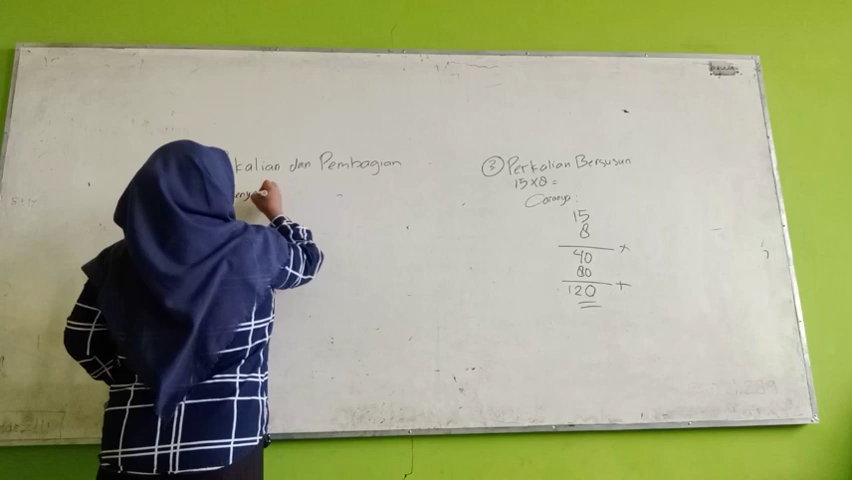 kalian dan Pembagian
③ Perkalian Bersusun
15 x 8 =
Caranya :
15
8
x
40
80
+
120